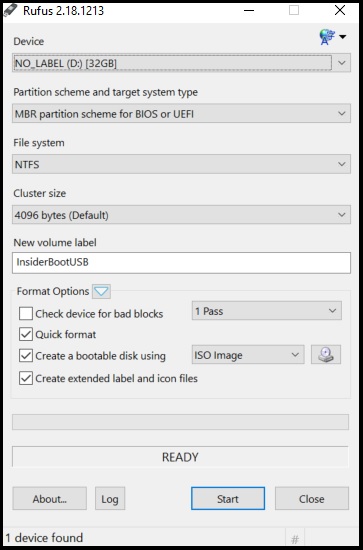 Rufus 2.18.1213
Device
NO_LABEL (D:) [32GB]
Partition scheme and target system type
MBR partition scheme for BIOS or UEFI
File system
NTFS
Cluster size
4096 bytes (Default)
New volume label
InsiderBootUSB
Format Options
Check device for bad blocks 1 Pass
Quick format
Create a bootable disk using ISO Image
Create extended label and icon files
READY
About... Log Start Close
1 device found #